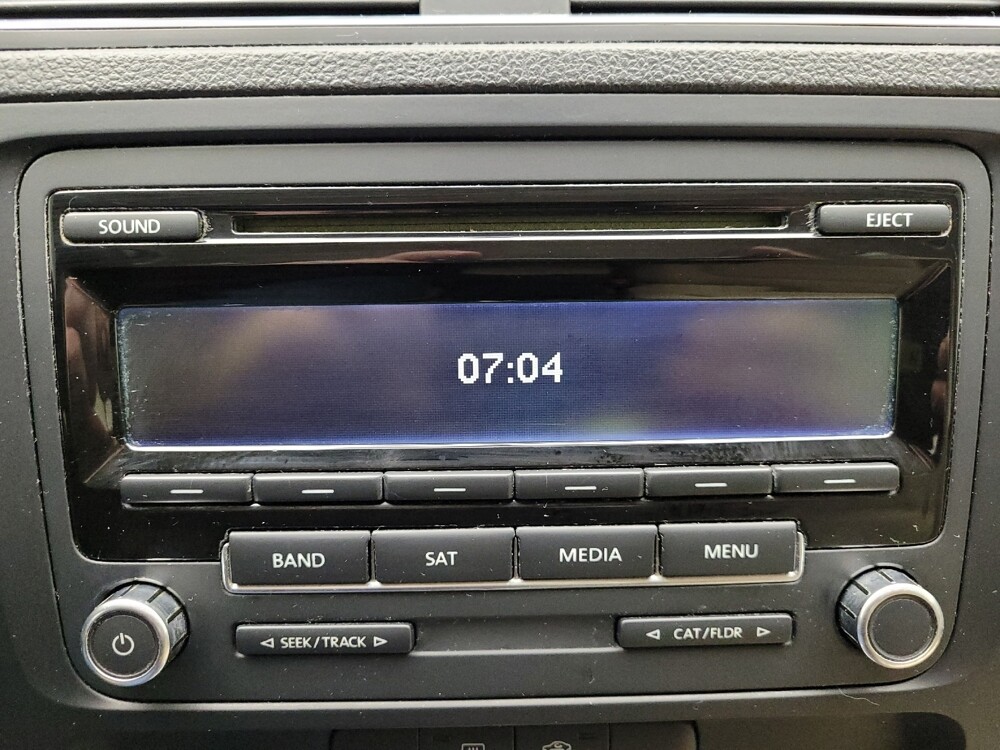 SOUND
EJECT
07:04
BAND
SAT
MEDIA
MENU
SEEK/TRACK
CAT/FLDR